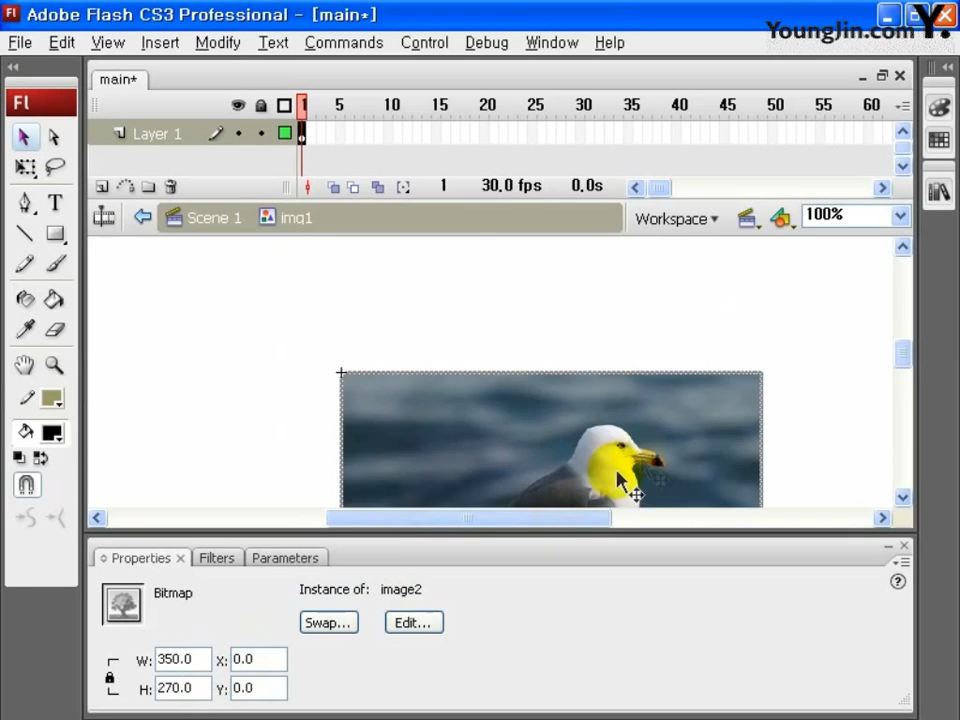 Fl Adobe Flash CS3 Professional - [main*]
YoungJin.com Y.
File Edit View Insert Modify Text Commands Control Debug Window Help
main*
Fl
1 5 10 15 20 25 30 35 40 45 50 55 60
Layer 1
1 30.0 fps 0.0s
Scene 1 img1 Workspace 100%
Properties Filters Parameters
Bitmap Instance of: image2
Swap... Edit...
W: 350.0 X: 0.0
H: 270.0 Y: 0.0